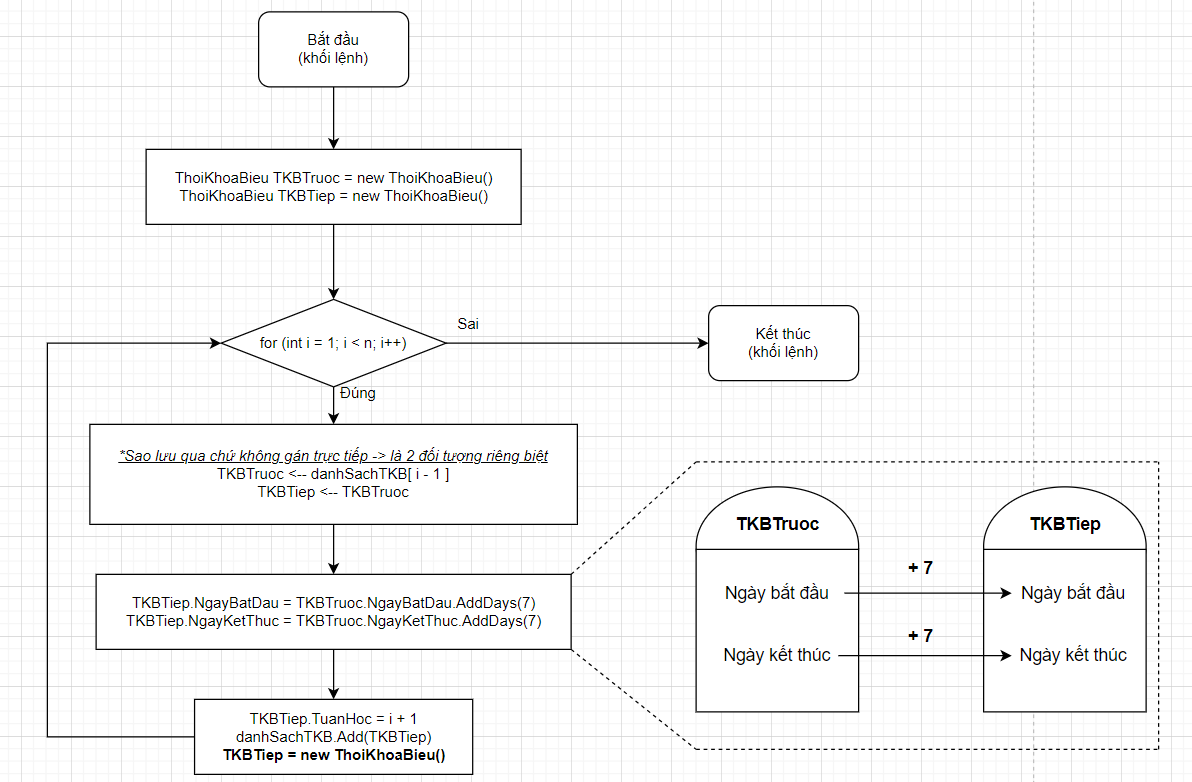 Bắt đầu
(khối lệnh)
ThoiKhoaBieu TKBTruoc = new ThoiKhoaBieu()
ThoiKhoaBieu TKBTiep = new ThoiKhoaBieu()
for (int i = 1; i < n; i++)
Sai
Kết thúc
(khối lệnh)
Đúng
*Sao lưu qua chứ không gán trực tiếp -> là 2 đối tượng riêng biệt
TKBTruoc <-- danhSachTKB[ i - 1 ]
TKBTiep <-- TKBTruoc
TKBTiep.NgayBatDau = TKBTruoc.NgayBatDau.AddDays(7)
TKBTiep.NgayKetThuc = TKBTruoc.NgayKetThuc.AddDays(7)
TKBTiep.TuanHoc = i + 1
danhSachTKB.Add(TKBTiep)
TKBTiep = new ThoiKhoaBieu()
TKBTruoc
TKBTiep
+ 7
Ngày bắt đầu
Ngày bắt đầu
+ 7
Ngày kết thúc
Ngày kết thúc